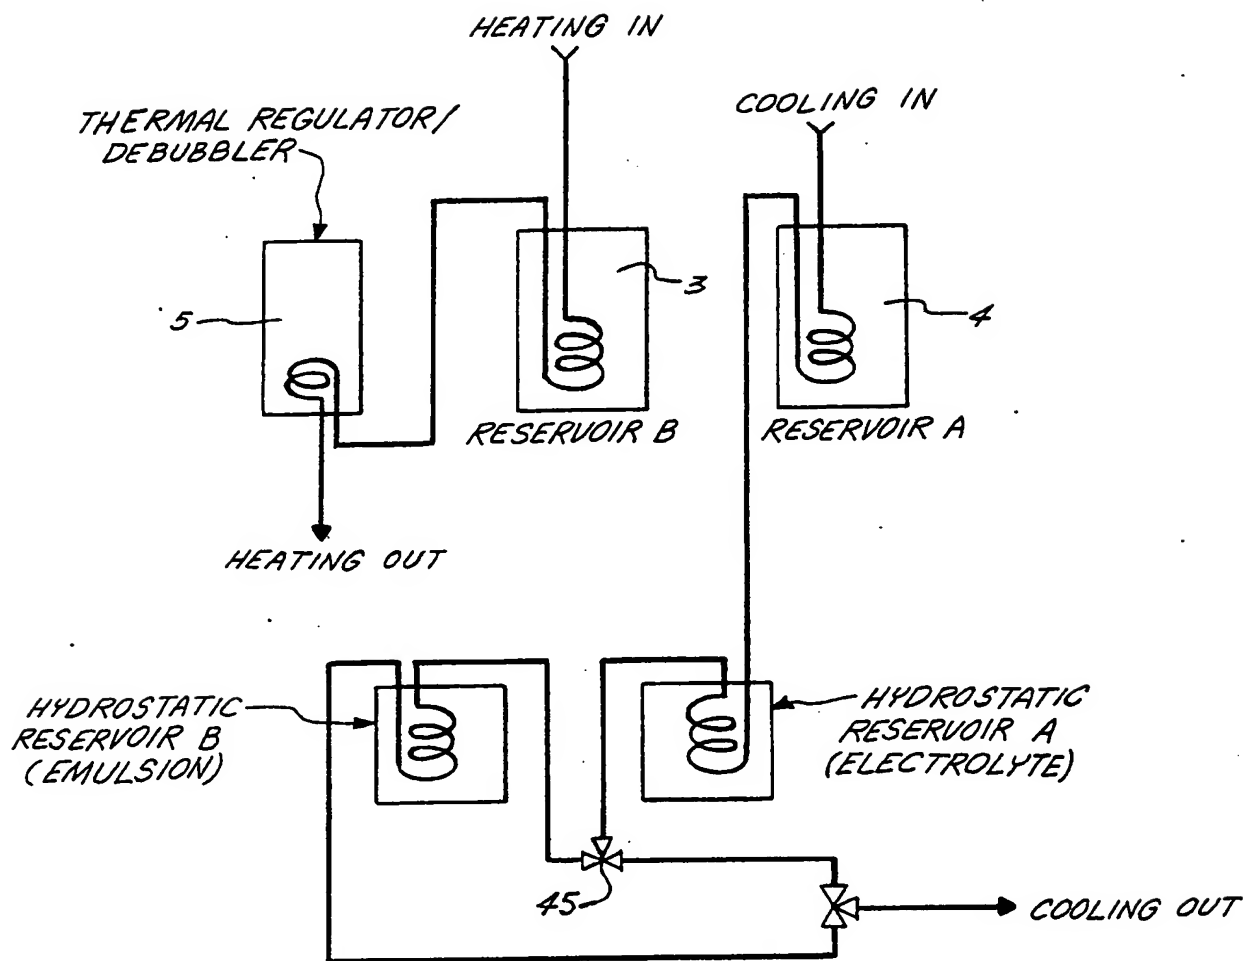 HEATING IN
COOLING IN
THERMAL REGULATOR/
DEBUBBLER
3
5
4
RESERVOIR B
RESERVOIR A
HEATING OUT
HYDROSTATIC
RESERVOIR B
(EMULSION)
HYDROSTATIC
RESERVOIR A
(ELECTROLYTE)
45
COOLING OUT